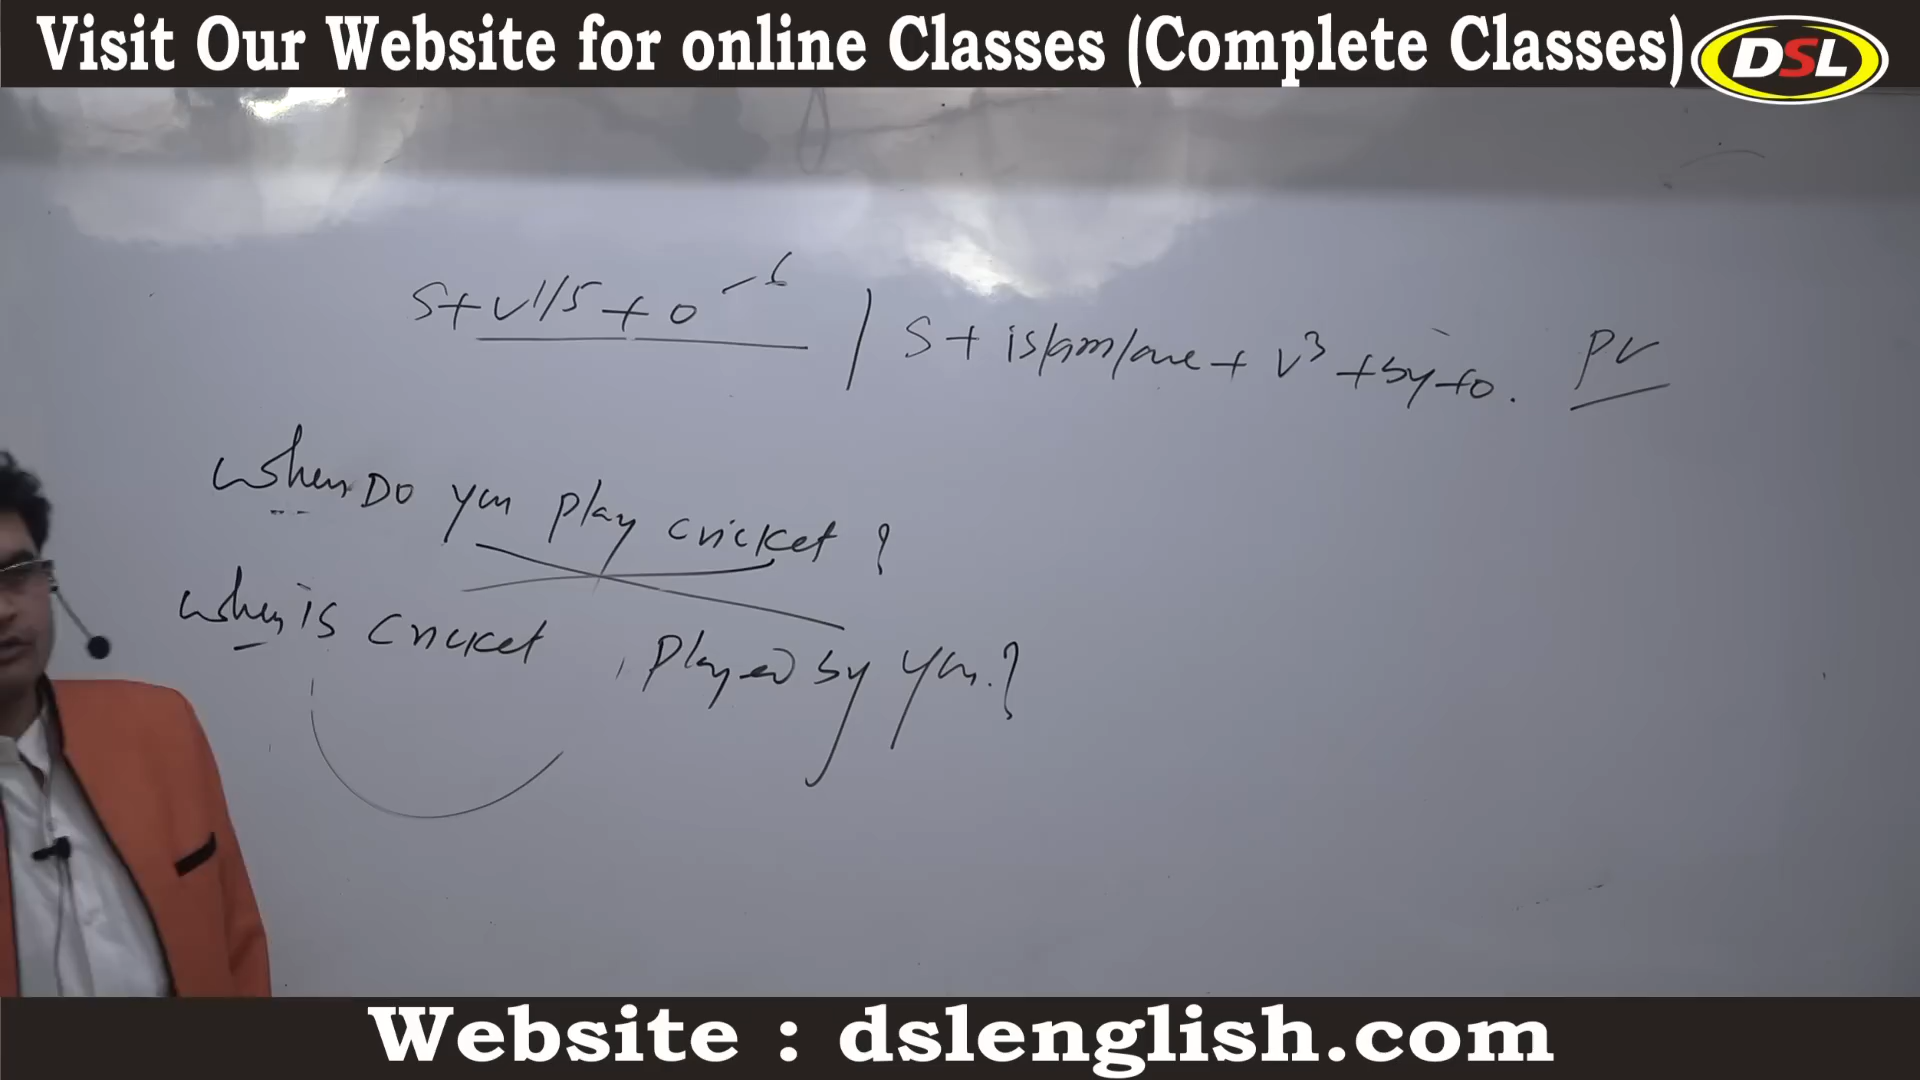 Visit Our Website for online Classes (Complete Classes)
DSL
S+V1/5+O
S + is/am/are + V3 + by + o. PV
When Do you play cricket?
When is cricket played by you?
Website : dslenglish.com